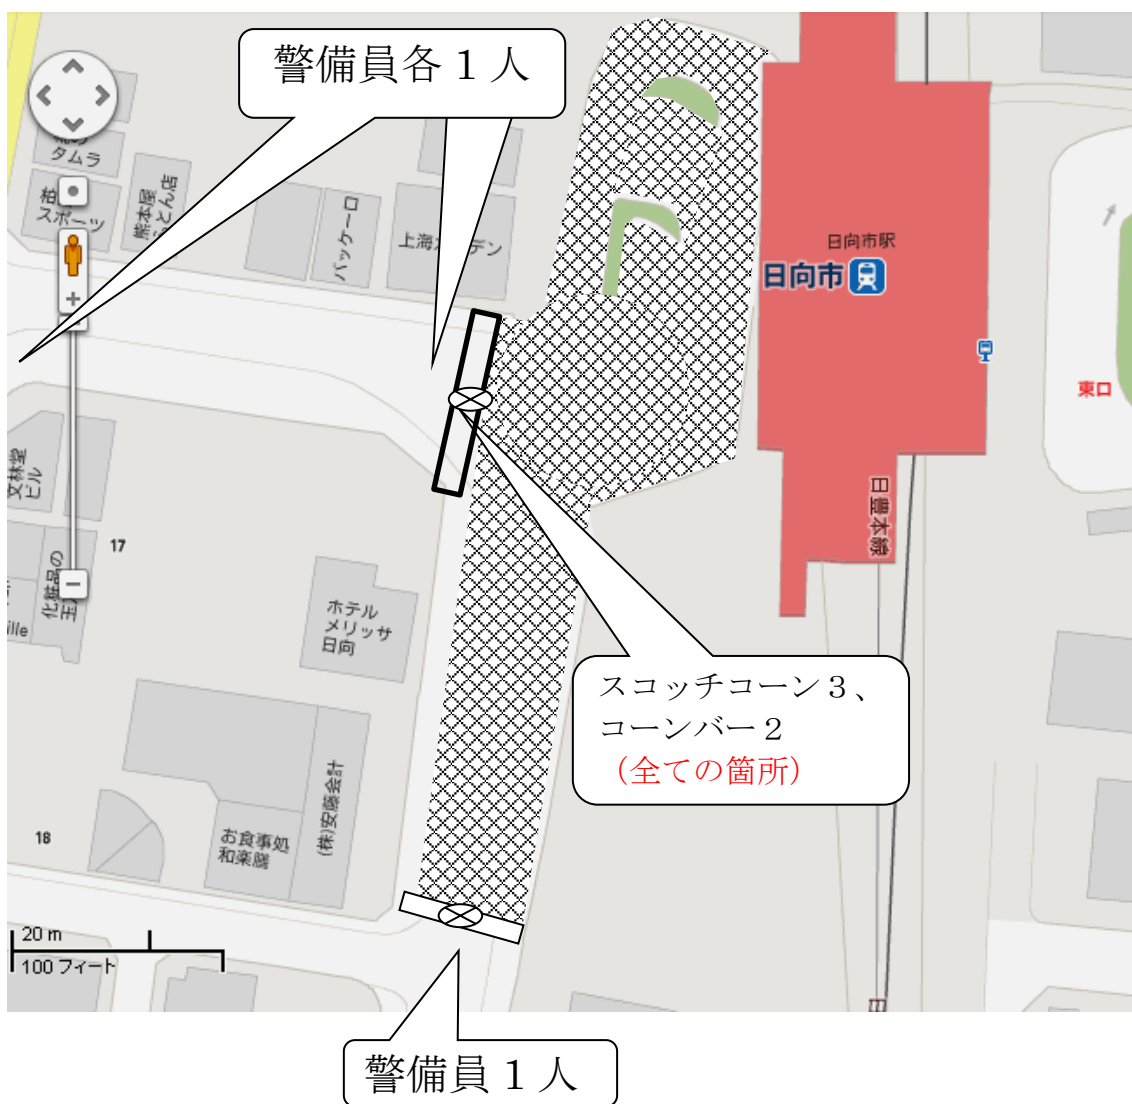 警備員各１人
タムラ
スポーツ
熊本屋
とん店
バッケーロ
上海
デン
日向市駅
日向市
東口
日豊本線
文林堂
ビル
17
化粧品の
ille
ホテル
メリッサ
日向
スコッチコーン３、
コーンバー２
（全ての箇所）
(株)安藤会計
お食事処
和楽膳
18
20 m
100 フィート
警備員１人